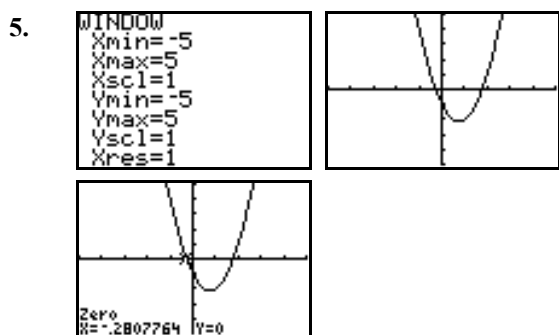 5.
WINDOW
Xmin=-5
Xmax=5
Xscl=1
Ymin=-5
Ymax=5
Yscl=1
Xres=1
Zero
X=-.2807764 Y=0